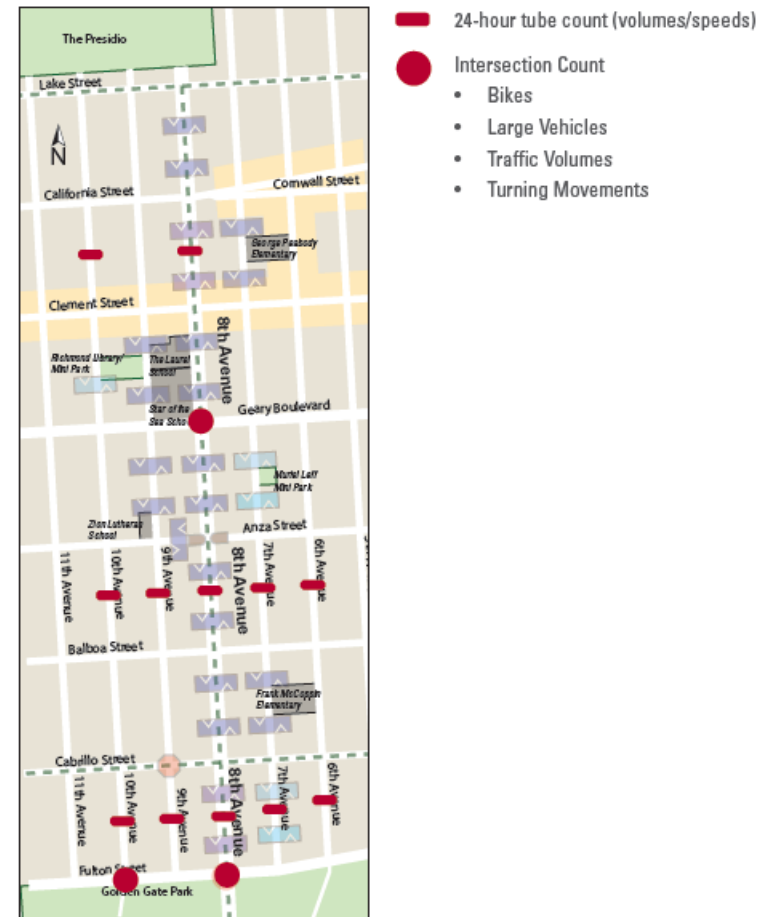 The Presidio
Lake Street
N
California Street
Cornwall Street
George Peabody
Elementary
Clement Street
8th Avenue
Richmond Library/
Mini Park
The Laurel
School
Star of the
Sea Scho
Geary Boulevard
Muriel Leff
Mini Park
Zion Lutheran
School
Anza Street
11th Avenue
10th Avenue
9th Avenue
8th Avenue
7th Avenue
6th Avenue
Balboa Street
Frank McCoppin
Elementary
Cabrillo Street
11th Avenue
10th Avenue
9th Avenue
8th Avenue
7th Avenue
6th Avenue
Fulton Street
Golden Gate Park
24-hour tube count (volumes/speeds)
Intersection Count
• Bikes
• Large Vehicles
• Traffic Volumes
• Turning Movements